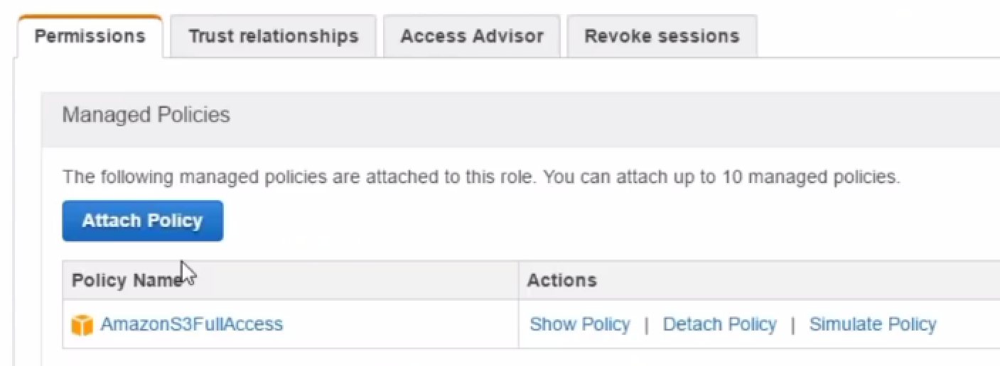 Permissions Trust relationships Access Advisor Revoke sessions
Managed Policies
The following managed policies are attached to this role. You can attach up to 10 managed policies.
Attach Policy
Policy Name Actions
AmazonS3FullAccess Show Policy | Detach Policy | Simulate Policy